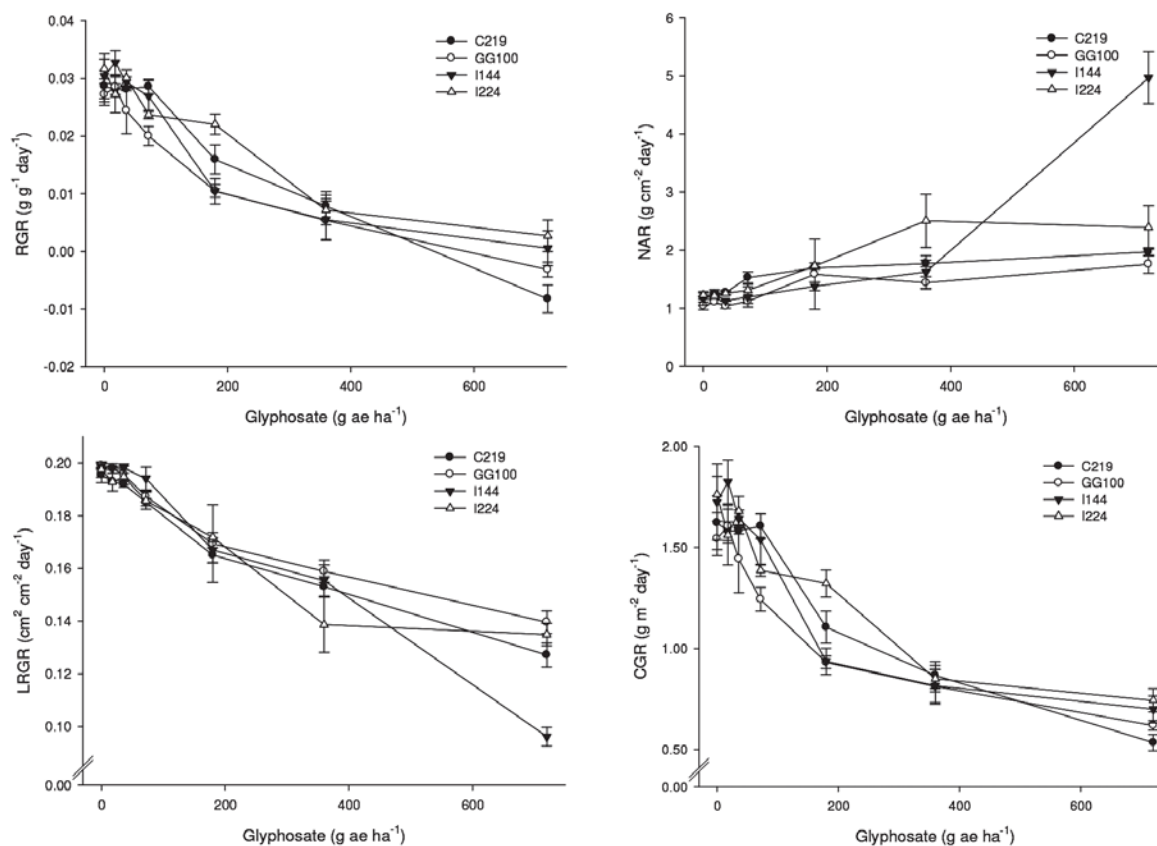 0.04
0.03
0.02
0.01
0.00
-0.01
-0.02
RGR (g g⁻¹ day⁻¹)
C219
GG100
I144
I224
0 200 400 600
Glyphosate (g ae ha⁻¹)
6
5
4
3
2
1
0
NAR (g cm⁻² day⁻¹)
C219
GG100
I144
I224
0 200 400 600
Glyphosate (g ae ha⁻¹)
0.20
0.18
0.16
0.14
0.12
0.10
0.00
LRGR (cm² cm⁻² day⁻¹)
C219
GG100
I144
I224
0 200 400 600
Glyphosate (g ae ha⁻¹)
2.00
1.50
1.00
0.50
0.00
CGR (g m⁻² day⁻¹)
C219
GG100
I144
I224
0 200 400 600
Glyphosate (g ae ha⁻¹)